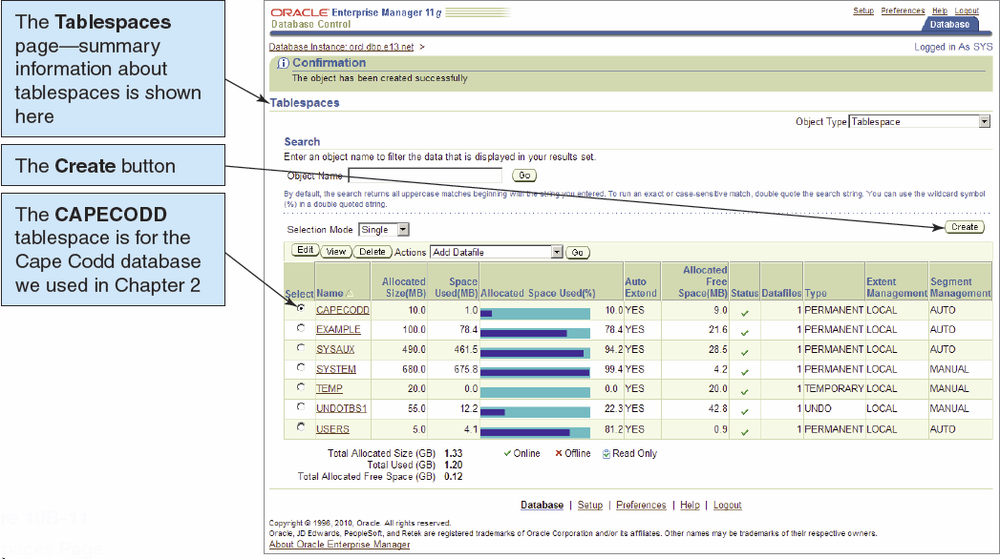 The Tablespaces
page—summary
information about
tablespaces is shown
here
The Create button
The CAPECODD
tablespace is for the
Cape Codd database
we used in Chapter 2
ORACLE Enterprise Manager 11g
Database Control
Setup Preferences Help Logout
Database
Database Instance: orcl.dbp.e13.net >
Logged in As SYS
Confirmation
The object has been created successfully
Tablespaces
Object Type Tablespace
Search
Enter an object name to filter the data that is displayed in your results set.
Object Name Go
By default, the search returns all uppercase matches beginning with the string you entered. To run an exact or case-sensitive match, double quote the search string. You can use the wildcard symbol
(%) in a double quoted string.
Selection Mode Single
Create
Edit View Delete Actions Add Datafile Go
Select Name Allocated Size(MB) Space Used(MB) Allocated Space Used(%) Auto Extend Allocated Free Space(MB) Status Datafiles Type Extent Management Segment Management
CAPECODD 10.0 1.0 10.0 YES 9.0 1 PERMANENT LOCAL AUTO
EXAMPLE 100.0 78.4 78.4 YES 21.6 1 PERMANENT LOCAL AUTO
SYSAUX 490.0 461.5 94.2 YES 28.5 1 PERMANENT LOCAL AUTO
SYSTEM 680.0 675.8 99.4 YES 4.2 1 PERMANENT LOCAL MANUAL
TEMP 20.0 0.0 0.0 YES 20.0 1 TEMPORARY LOCAL MANUAL
UNDOTBS1 55.0 12.2 22.3 YES 42.8 1 UNDO LOCAL MANUAL
USERS 5.0 4.1 81.2 YES 0.9 1 PERMANENT LOCAL AUTO
Total Allocated Size (GB) 1.33
Total Used (GB) 1.20
Total Allocated Free Space (GB) 0.12
Online Offline Read Only
Database | Setup | Preferences | Help | Logout
Copyright © 1996, 2010, Oracle. All rights reserved.
Oracle, JD Edwards, PeopleSoft, and Retek are registered trademarks of Oracle Corporation and/or its affiliates. Other names may be trademarks of their respective owners.
About Oracle Enterprise Manager